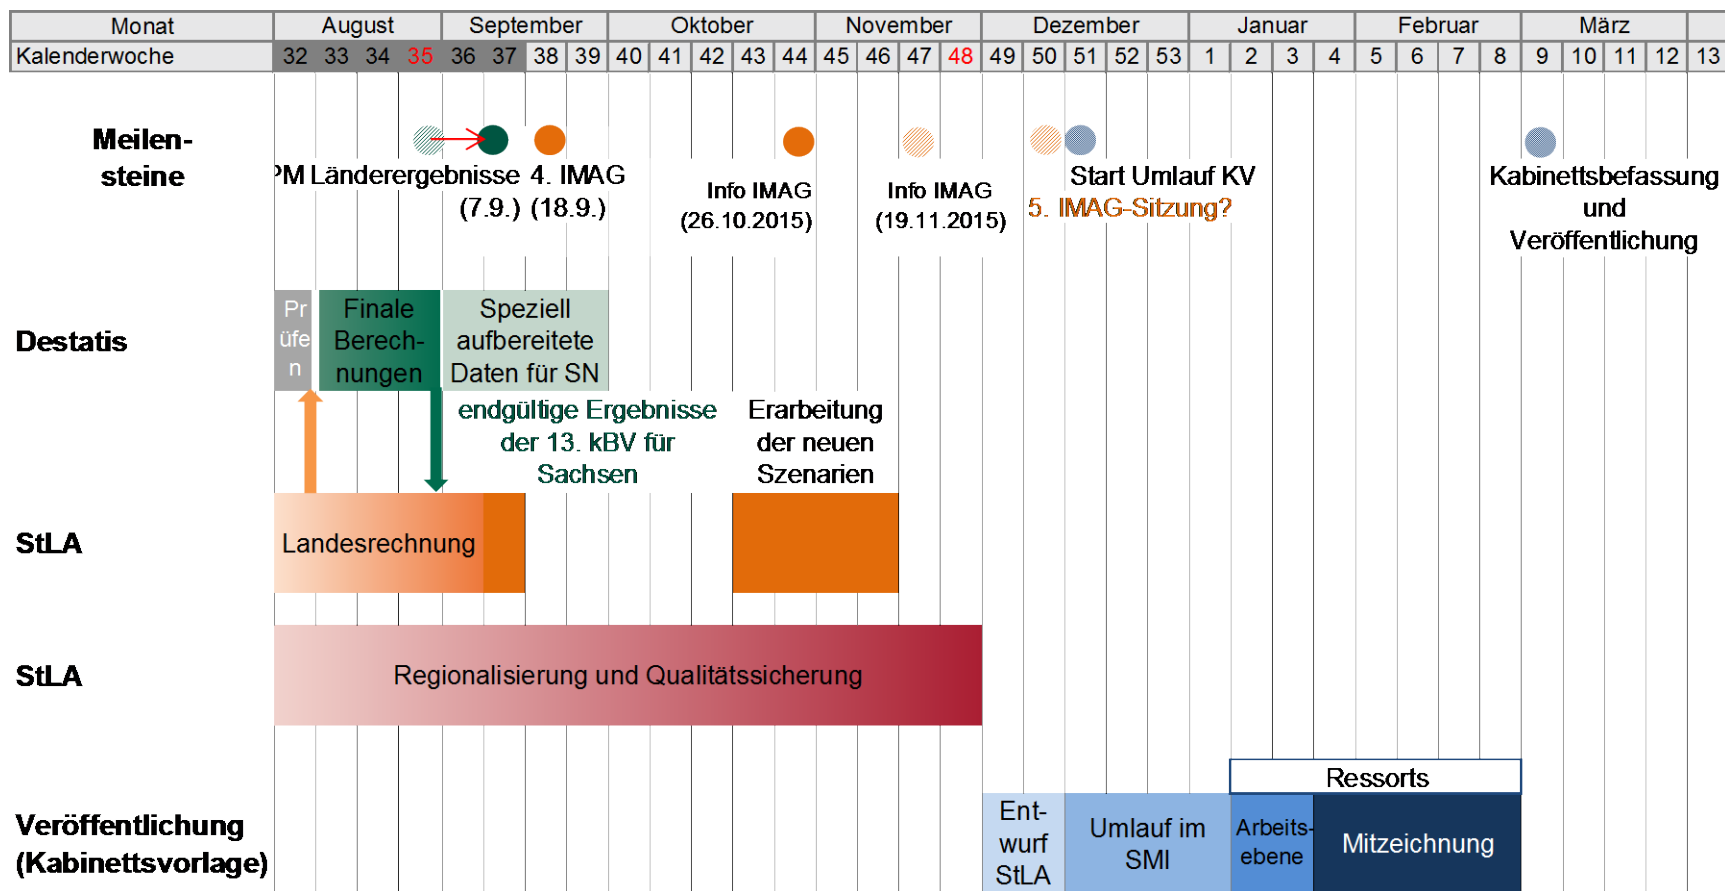 Monat August September Oktober November Dezember Januar Februar März
Kalenderwoche 32 33 34 35 36 37 38 39 40 41 42 43 44 45 46 47 48 49 50 51 52 53 1 2 3 4 5 6 7 8 9 10 11 12 13
Meilen-
steine
PM Länderergebnisse
(7.9.)
4. IMAG
(18.9.)
Info IMAG
(26.10.2015)
Info IMAG
(19.11.2015)
Start Umlauf KV
5. IMAG-Sitzung?
Kabinettsbefassung
und
Veröffentlichung
Destatis
Pr
üfe
n
Finale
Berech-
nungen
Speziell
aufbereitete
Daten für SN
endgültige Ergebnisse
der 13. kBV für
Sachsen
Erarbeitung
der neuen
Szenarien
StLA
Landesrechnung
StLA
Regionalisierung und Qualitätssicherung
Ressorts
Veröffentlichung
(Kabinettsvorlage)
Ent-
wurf
StLA
Umlauf im
SMI
Arbeits-
ebene
Mitzeichnung